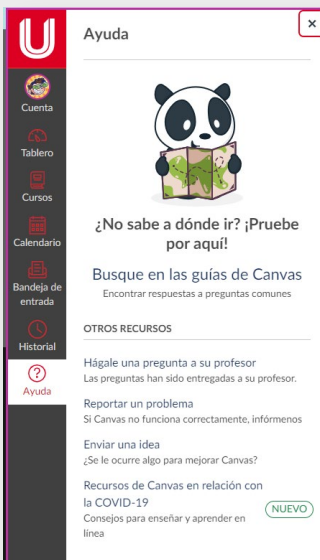 U
Cuenta
Tablero
Cursos
Calendario
Bandeja de
entrada
Historial
Ayuda
Ayuda
×
¿No sabe a dónde ir? ¡Pruebe
por aquí!
Busque en las guías de Canvas
Encontrar respuestas a preguntas comunes
OTROS RECURSOS
Hágale una pregunta a su profesor
Las preguntas han sido entregadas a su profesor.
Reportar un problema
Si Canvas no funciona correctamente, infórmenos
Enviar una idea
¿Se le ocurre algo para mejorar Canvas?
Recursos de Canvas en relación con
la COVID-19
NUEVO
Consejos para enseñar y aprender en
línea